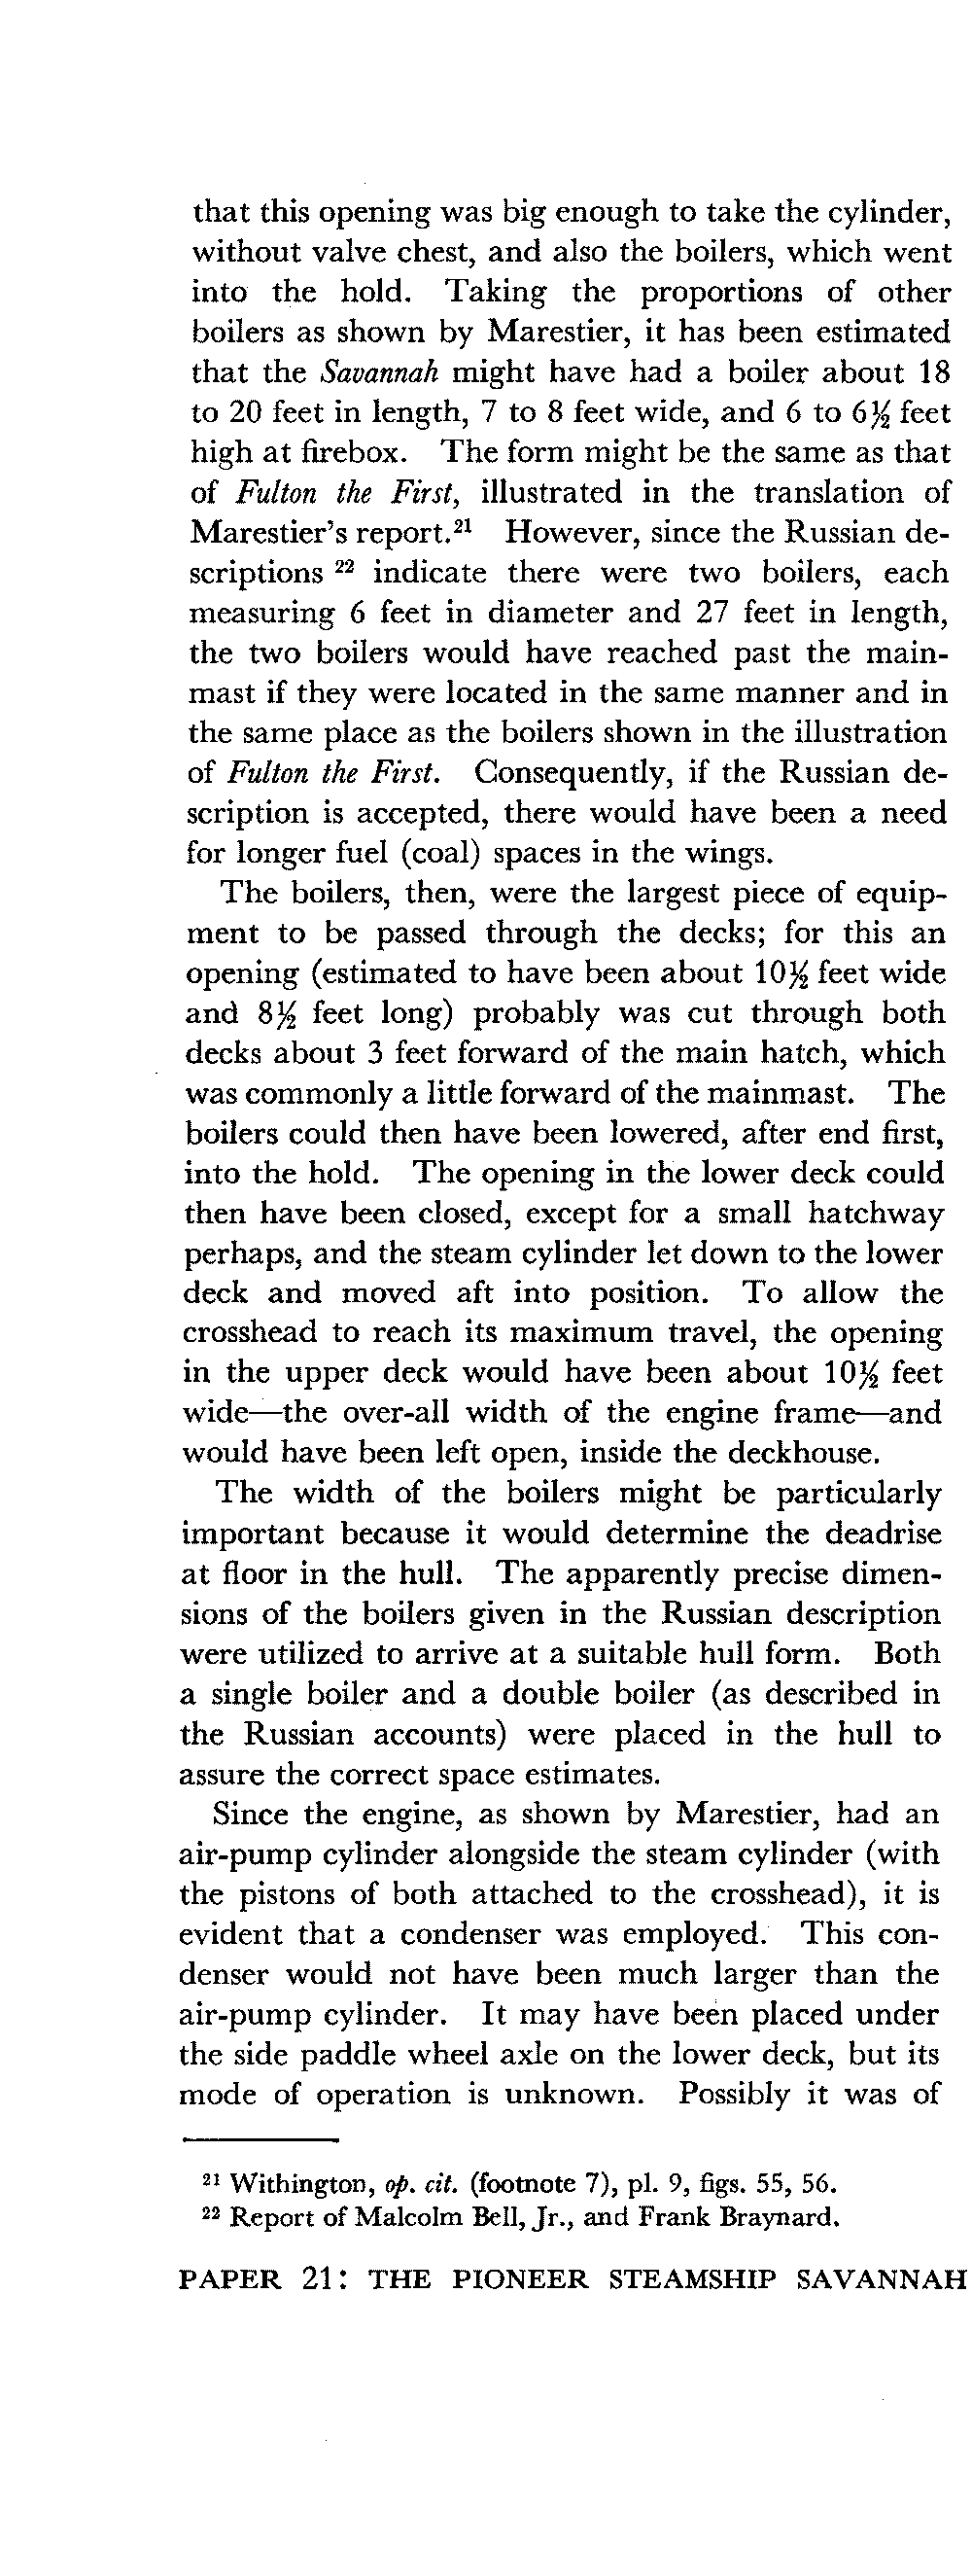 that this opening was big enough to take the cylinder,
without valve chest, and also the boilers, which went
into the hold. Taking the proportions of other
boilers as shown by Marestier, it has been estimated
that the Savannah might have had a boiler about 18
to 20 feet in length, 7 to 8 feet wide, and 6 to 6½ feet
high at firebox. The form might be the same as that
of Fulton the First, illustrated in the translation of
Marestier's report.²¹ However, since the Russian de-
scriptions ²² indicate there were two boilers, each
measuring 6 feet in diameter and 27 feet in length,
the two boilers would have reached past the main-
mast if they were located in the same manner and in
the same place as the boilers shown in the illustration
of Fulton the First. Consequently, if the Russian de-
scription is accepted, there would have been a need
for longer fuel (coal) spaces in the wings.
The boilers, then, were the largest piece of equip-
ment to be passed through the decks; for this an
opening (estimated to have been about 10½ feet wide
and 8½ feet long) probably was cut through both
decks about 3 feet forward of the main hatch, which
was commonly a little forward of the mainmast. The
boilers could then have been lowered, after end first,
into the hold. The opening in the lower deck could
then have been closed, except for a small hatchway
perhaps, and the steam cylinder let down to the lower
deck and moved aft into position. To allow the
crosshead to reach its maximum travel, the opening
in the upper deck would have been about 10½ feet
wide—the over-all width of the engine frame—and
would have been left open, inside the deckhouse.
The width of the boilers might be particularly
important because it would determine the deadrise
at floor in the hull. The apparently precise dimen-
sions of the boilers given in the Russian description
were utilized to arrive at a suitable hull form. Both
a single boiler and a double boiler (as described in
the Russian accounts) were placed in the hull to
assure the correct space estimates.
Since the engine, as shown by Marestier, had an
air-pump cylinder alongside the steam cylinder (with
the pistons of both attached to the crosshead), it is
evident that a condenser was employed. This con-
denser would not have been much larger than the
air-pump cylinder. It may have been placed under
the side paddle wheel axle on the lower deck, but its
mode of operation is unknown. Possibly it was of
²¹ Withington, op. cit. (footnote 7), pl. 9, figs. 55, 56.
²² Report of Malcolm Bell, Jr., and Frank Braynard.
PAPER 21: THE PIONEER STEAMSHIP SAVANNAH